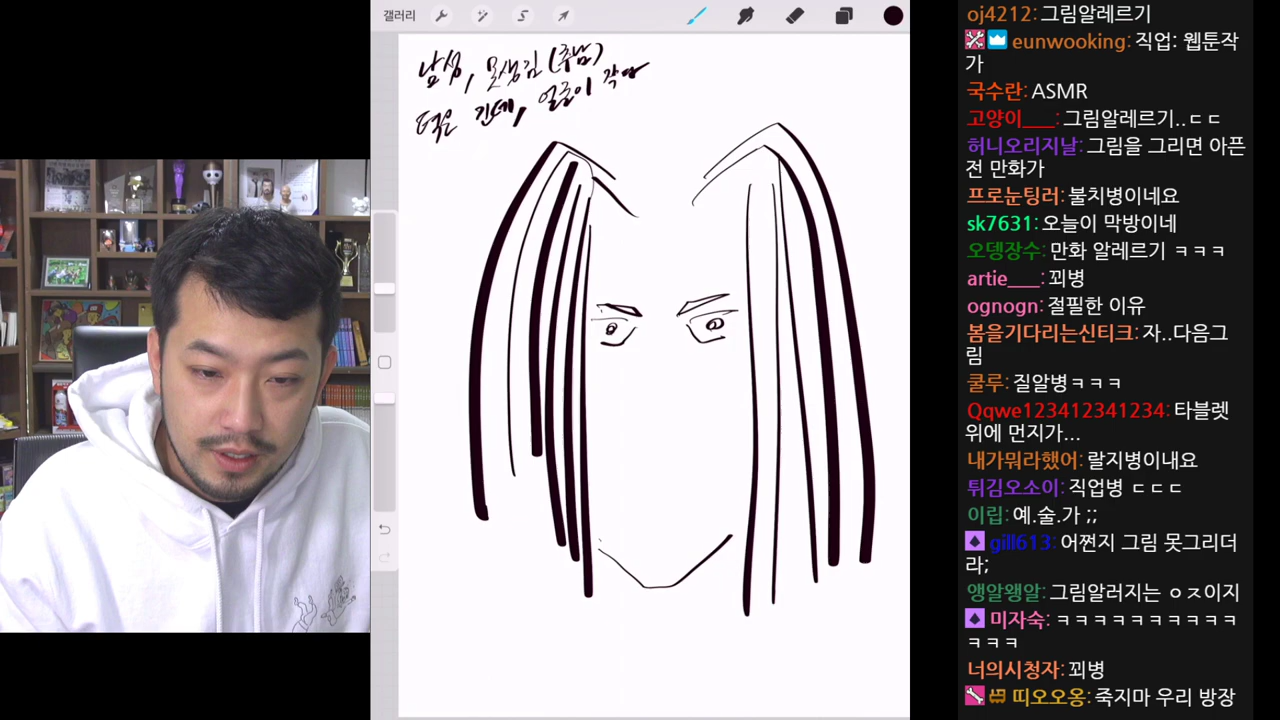 갤러리
남성, 못생김 (추남)
턱은 긴데, 얼굴이 각따
oj4212: 그림알레르기
eunwooking: 직업: 웹툰작
가
국수란: ASMR
고양이___: 그림알레르기..ㄷㄷ
허니오리지날: 그림을 그리면 아픈
전 만화가
프로눈팅러: 불치병이네요
sk7631: 오늘이 막방이네
오뎅장수: 만화 알레르기 ㅋㅋㅋ
artie___: 꾀병
ognogn: 절필한 이유
봄을기다리는신티크: 자..다음그
림
쿨루: 질알병ㅋㅋㅋ
Qqwe123412341234: 타블렛
위에 먼지가...
내가뭐라했어: 랄지병이내요
튀김오소이: 직업병 ㄷㄷㄷ
이립: 예.술.가 ;;
gill613: 어쩐지 그림 못그리더
라;
앵알왱알: 그림알러지는 ㅇㅈ이지
미자숙: ㅋㅋㅋㅋㅋㅋㅋㅋㅋㅋ
ㅋㅋㅋ
너의시청자: 꾀병
띠오오옹: 죽지마 우리 방장